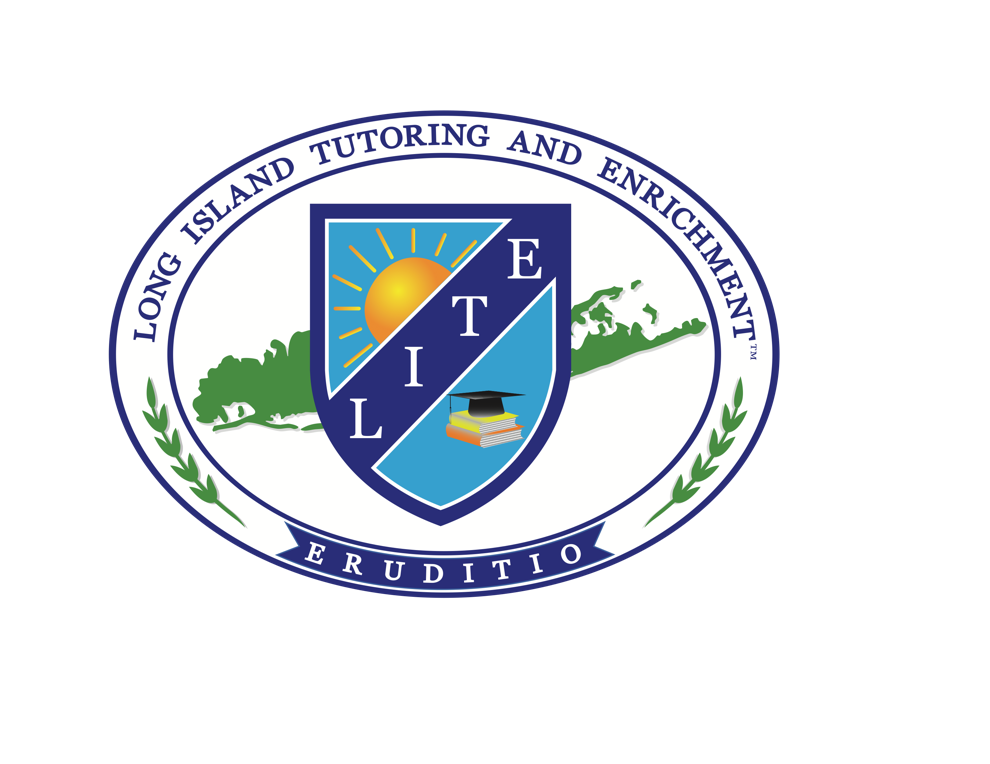 LONG ISLAND TUTORING AND ENRICHMENT™
L I T E
ERUDITIO